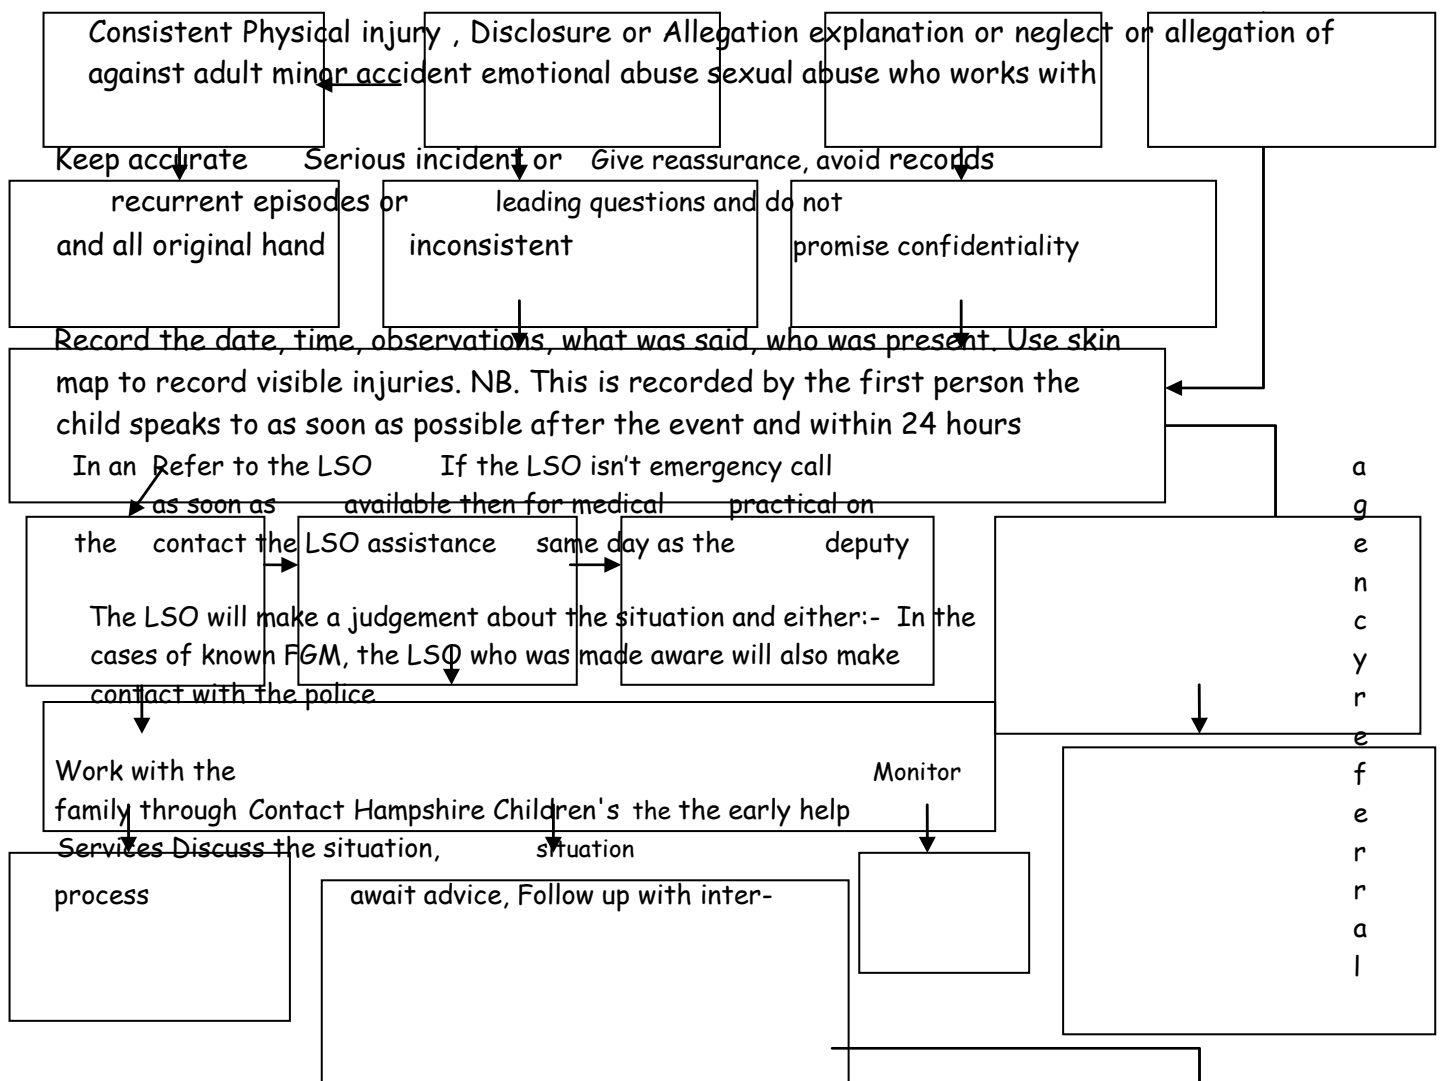 Consistent Physical injury , Disclosure or Allegation explanation or neglect or allegation of
against adult minor accident emotional abuse sexual abuse who works with
Keep accurate Serious incident or Give reassurance, avoid records
recurrent episodes or leading questions and do not
and all original hand inconsistent promise confidentiality
Record the date, time, observations, what was said, who was present. Use skin
map to record visible injuries. NB. This is recorded by the first person the
child speaks to as soon as possible after the event and within 24 hours
In an Refer to the LSO If the LSO isn't emergency call
as soon as available then for medical practical on
the contact the LSO assistance same day as the deputy
The LSO will make a judgement about the situation and either:- In the
cases of known FGM, the LSO who was made aware will also make
contact with the police
Work with the Monitor
family through Contact Hampshire Children's the the early help
Services Discuss the situation, situation
process await advice, Follow up with inter-
a
g
e
n
c
y
r
e
f
e
r
r
a
l